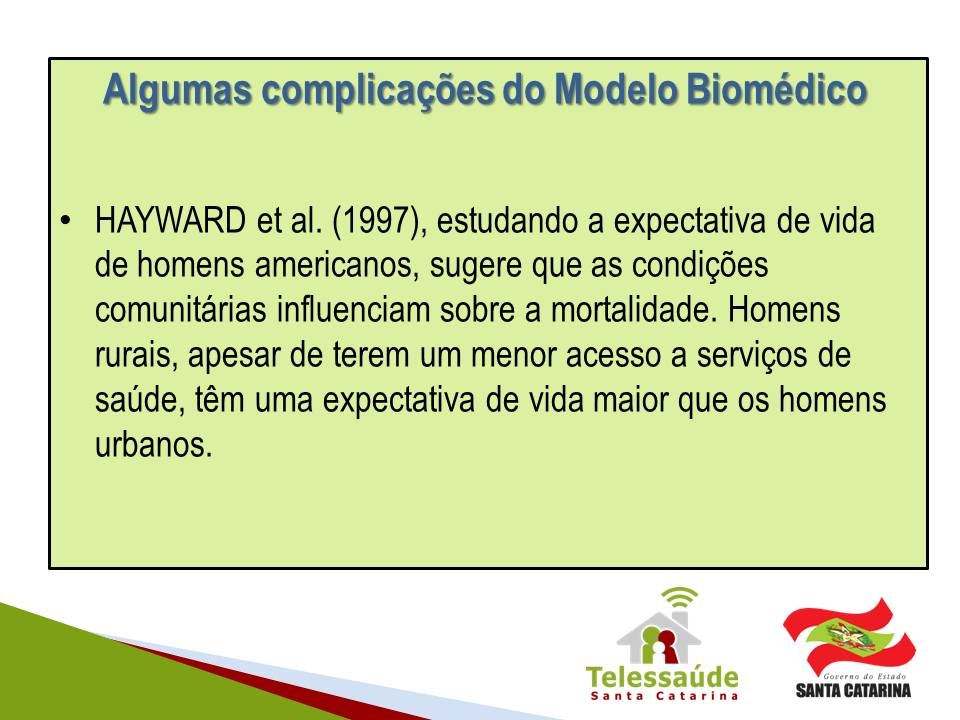 Algumas complicações do Modelo Biomédico
• HAYWARD et al. (1997), estudando a expectativa de vida
de homens americanos, sugere que as condições
comunitárias influenciam sobre a mortalidade. Homens
rurais, apesar de terem um menor acesso a serviços de
saúde, têm uma expectativa de vida maior que os homens
urbanos.
Telessaúde
Santa Catarina
Governo do Estado
SANTA CATARINA